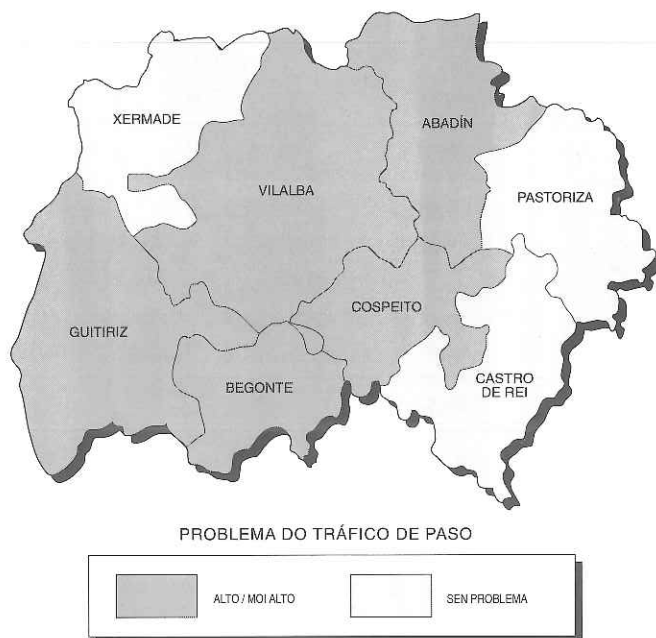 XERMADE
ABADÍN
VILALBA
PASTORIZA
COSPEITO
GUITIRIZ
BEGONTE
CASTRO
DE REI
PROBLEMA DO TRÁFICO DE PASO
ALTO / MOI ALTO
SEN PROBLEMA